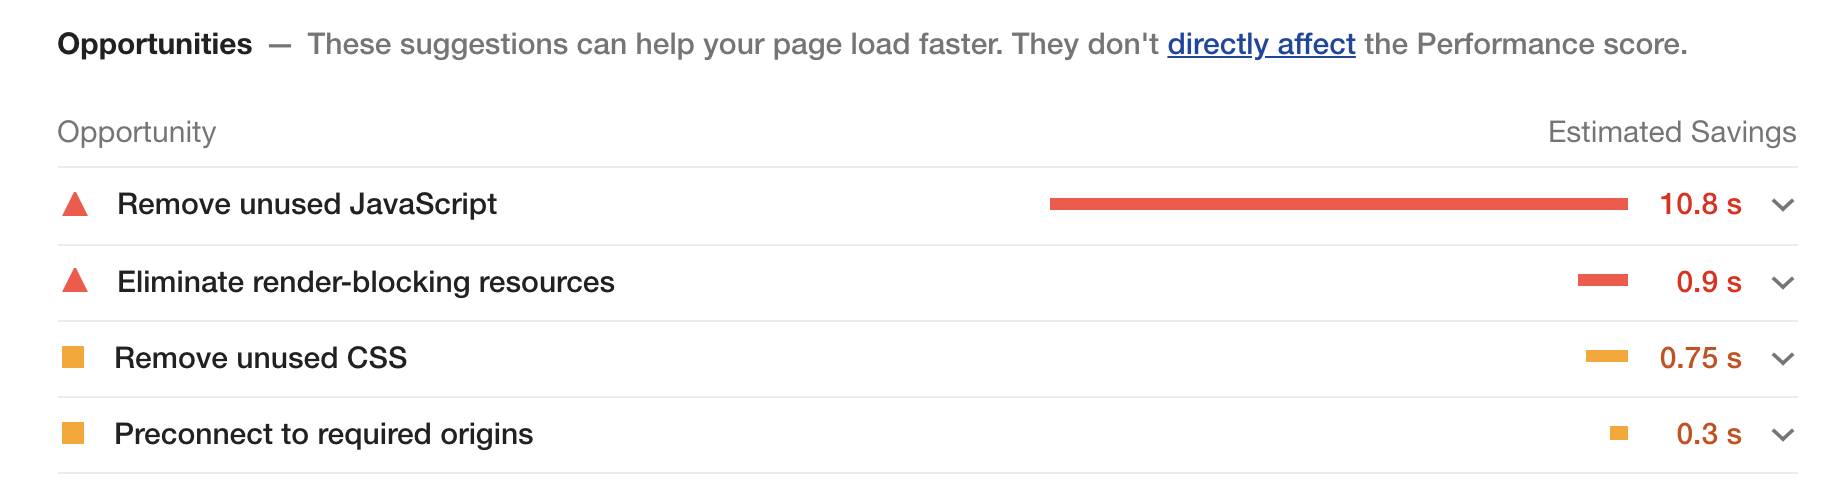 Opportunities — These suggestions can help your page load faster. They don't directly affect the Performance score.
Opportunity Estimated Savings
Remove unused JavaScript 10.8 s
Eliminate render-blocking resources 0.9 s
Remove unused CSS 0.75 s
Preconnect to required origins 0.3 s